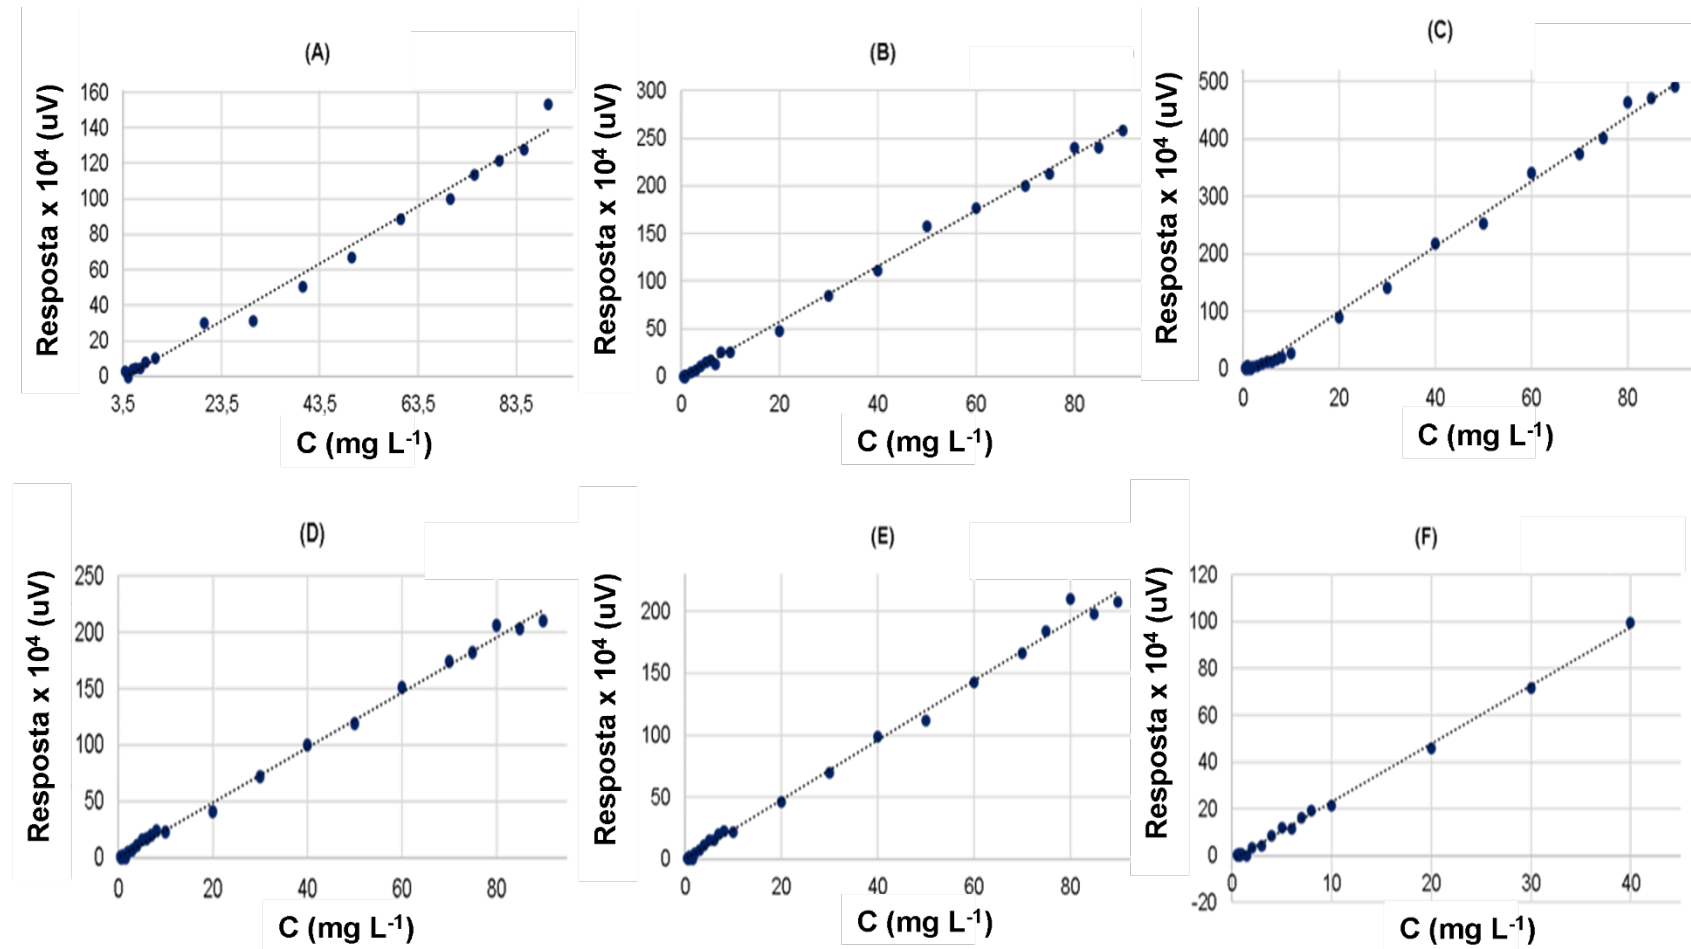 (A)
Resposta x 10⁴ (uV)
160
140
120
100
80
60
40
20
0
3,5 23,5 43,5 63,5 83,5
C (mg L⁻¹)
(B)
Resposta x 10⁴ (uV)
300
250
200
150
100
50
0
0 20 40 60 80
C (mg L⁻¹)
(C)
Resposta x 10⁴ (uV)
500
400
300
200
100
0
0 20 40 60 80
C (mg L⁻¹)
(D)
Resposta x 10⁴ (uV)
250
200
150
100
50
0
0 20 40 60 80
C (mg L⁻¹)
(E)
Resposta x 10⁴ (uV)
200
150
100
50
0
0 20 40 60 80
C (mg L⁻¹)
(F)
Resposta x 10⁴ (uV)
120
100
80
60
40
20
0
-20
0 10 20 30 40
C (mg L⁻¹)